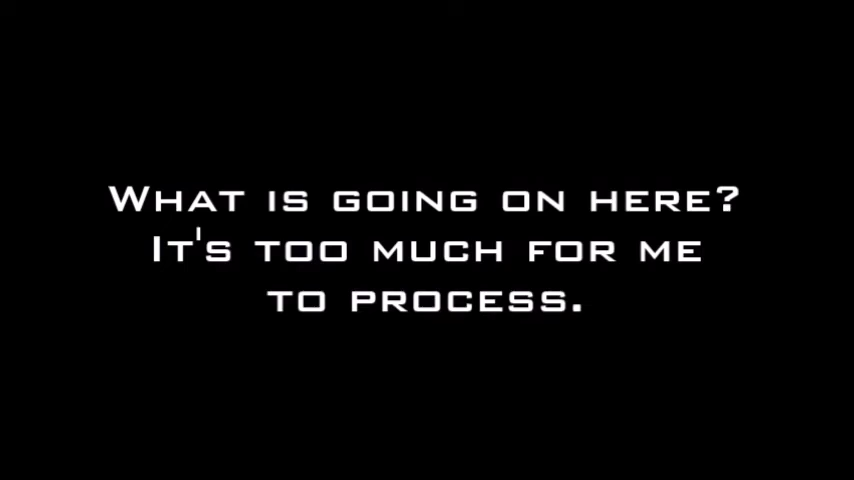 What is going on here?
It's too much for me
to process.